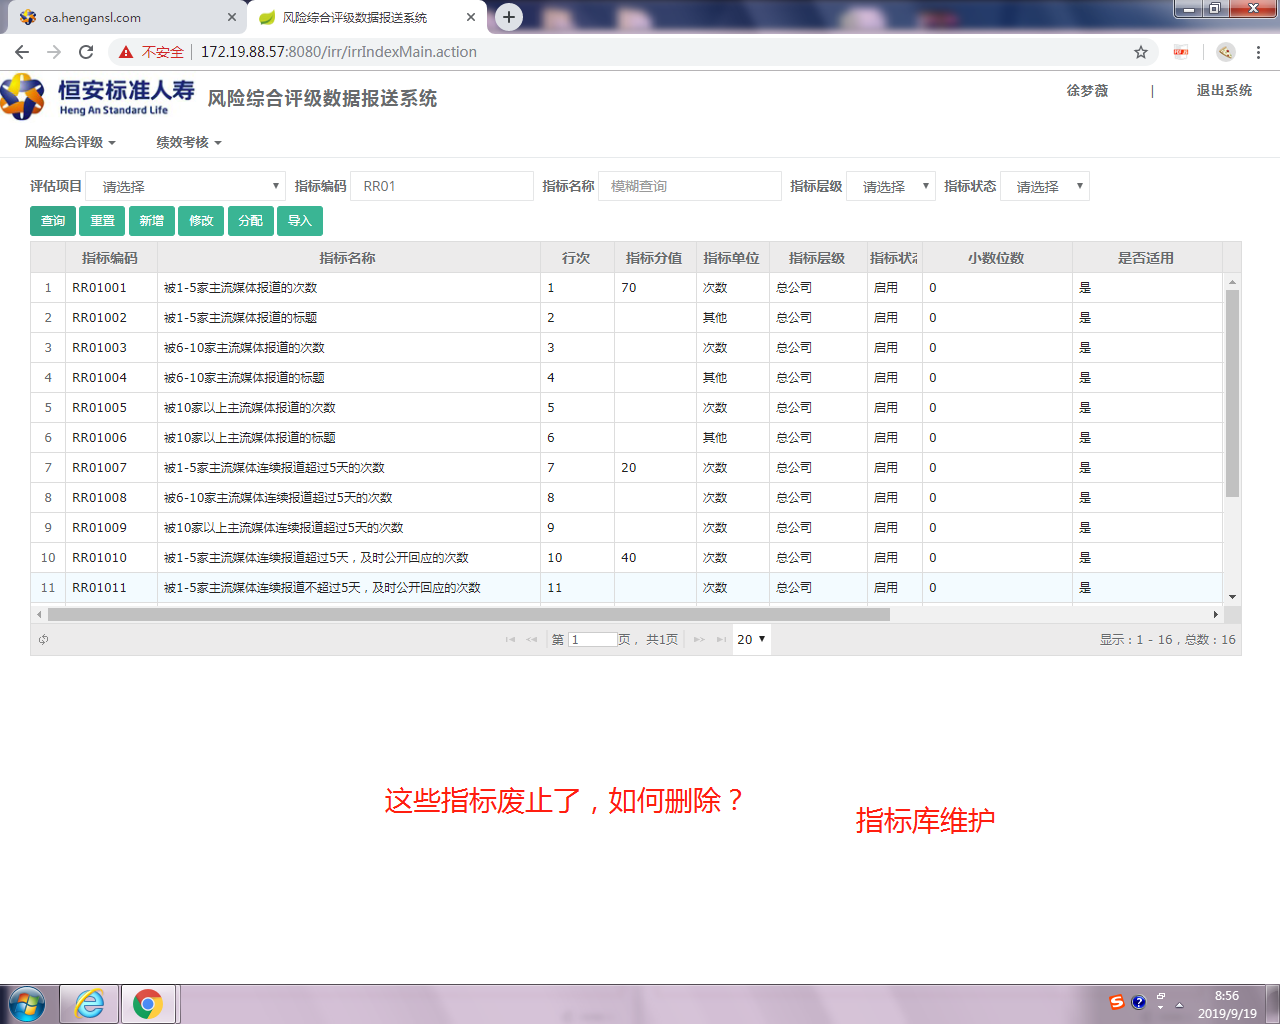 oa.hengansl.com
风险综合评级数据报送系统
不安全 | 172.19.88.57:8080/irr/irrIndexMain.action
恒安标准人寿
Heng An Standard Life
风险综合评级数据报送系统
徐梦薇 | 退出系统
风险综合评级 绩效考核
评估项目 请选择 指标编码 RR01 指标名称 模糊查询 指标层级 请选择 指标状态 请选择
查询 重置 新增 修改 分配 导入
指标编码 指标名称 行次 指标分值 指标单位 指标层级 指标状态 小数位数 是否适用
1 RR01001 被1-5家主流媒体报道的次数 1 70 次数 总公司 启用 0 是
2 RR01002 被1-5家主流媒体报道的标题 2 其他 总公司 启用 0 是
3 RR01003 被6-10家主流媒体报道的次数 3 次数 总公司 启用 0 是
4 RR01004 被6-10家主流媒体报道的标题 4 其他 总公司 启用 0 是
5 RR01005 被10家以上主流媒体报道的次数 5 次数 总公司 启用 0 是
6 RR01006 被10家以上主流媒体报道的标题 6 其他 总公司 启用 0 是
7 RR01007 被1-5家主流媒体连续报道超过5天的次数 7 20 次数 总公司 启用 0 是
8 RR01008 被6-10家主流媒体连续报道超过5天的次数 8 次数 总公司 启用 0 是
9 RR01009 被10家以上主流媒体连续报道超过5天的次数 9 次数 总公司 启用 0 是
10 RR01010 被1-5家主流媒体连续报道超过5天，及时公开回应的次数 10 40 次数 总公司 启用 0 是
11 RR01011 被1-5家主流媒体连续报道不超过5天，及时公开回应的次数 11 次数 总公司 启用 0 是
第 1 页， 共1页 20 显示：1 - 16，总数：16
这些指标废止了，如何删除？
指标库维护
8:56
2019/9/19